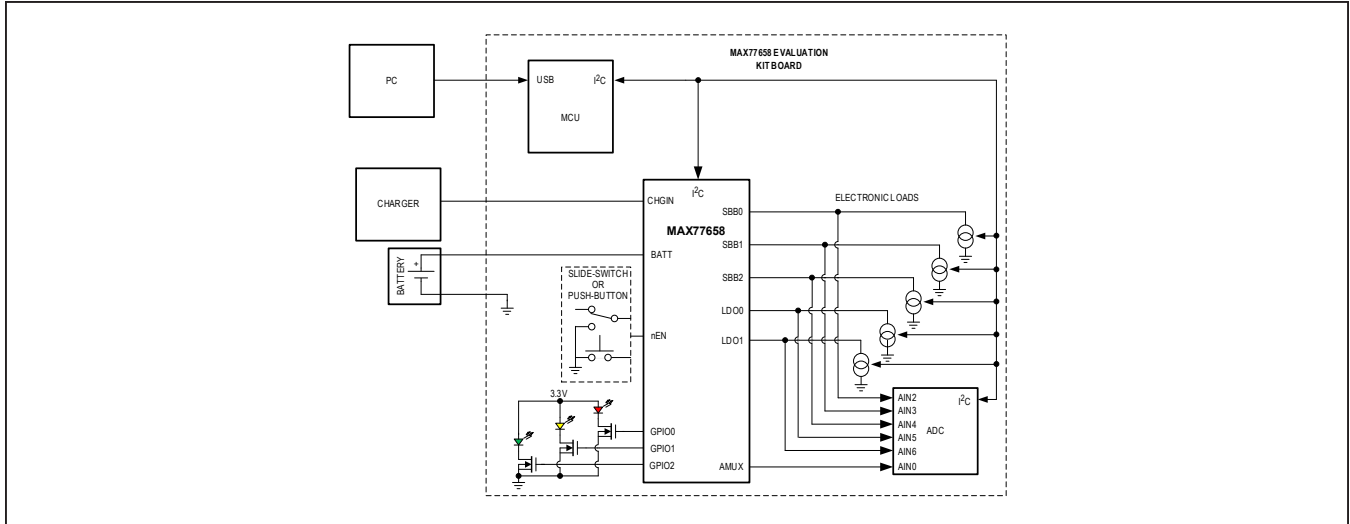 MAX77658 EVALUATION
KIT BOARD
PC
USB
I²C
MCU
CHARGER
BATTERY
+
I²C
CHGIN
MAX77658
BATT
nEN
GPIO0
GPIO1
GPIO2
SBB0
SBB1
SBB2
LDO0
LDO1
AMUX
SLIDE-SWITCH
OR
PUSH-BUTTON
3.3V
ELECTRONIC LOADS
AIN2
AIN3
AIN4
AIN5
AIN6
AIN0
I²C
ADC